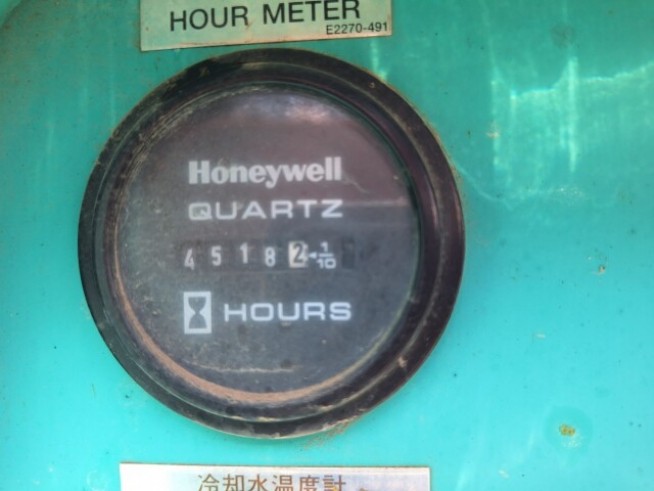 HOUR METER
E2270-491
Honeywell
QUARTZ
45182 1/10
HOURS
冷却水温度計